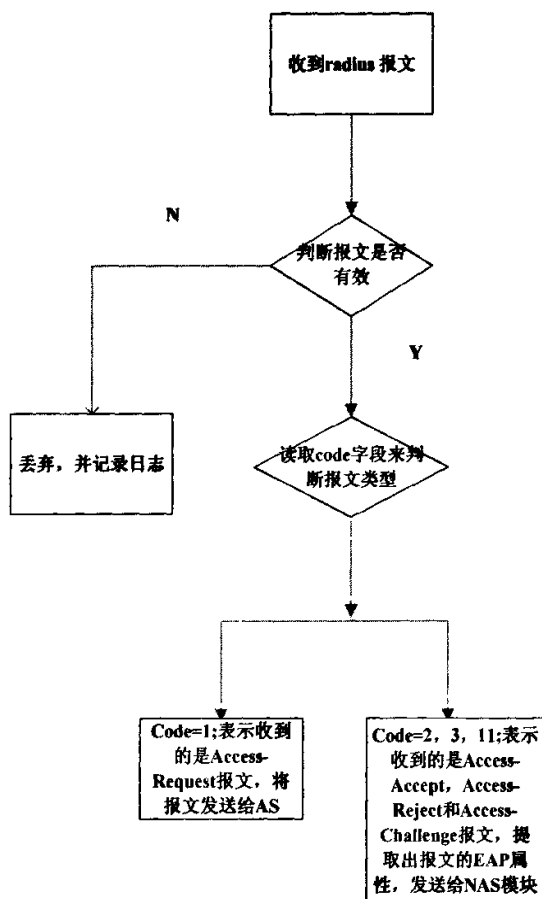 收到radius 报文
N
判断报文是否
有效
Y
丢弃，并记录日志
读取code字段来判
断报文类型
Code=1;表示收到
的是Access-
Request报文，将
报文发送给AS
Code=2，3，11;表示
收到的是Access-
Accept，Access-
Reject和Access-
Challenge报文，提
取出报文的EAP属
性，发送给NAS模块